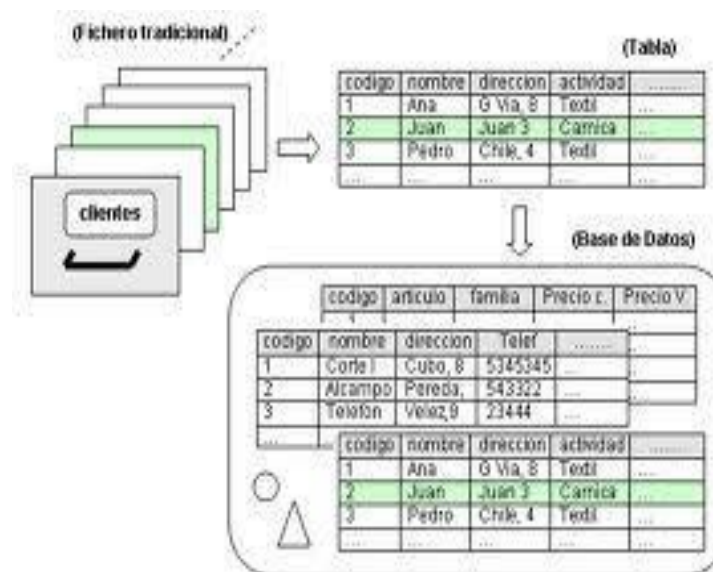 (Fichero tradicional)
clientes
(Tabla)
codigo nombre direccion actividad ........
1 Ana G Via, 8 Textil ...
2 Juan Juan 3 Carnica ...
3 Pedro Chile, 4 Textil ...
.... .... .... .... ....
(Base de Datos)
codigo articulo familia Precio c. Precio V.
codigo nombre direccion Telef ........
1 Corte I Cubo, 8 5345345 ....
2 Alcampo Pereda, 543322 ....
3 Telefon Velez,9 23444 ....
....
codigo nombre direccion actividad ........
1 Ana G Via, 8 Textil ....
2 Juan Juan 3 Carnica ...
3 Pedro Chile, 4 Textil ....
.... .... .... .... ....